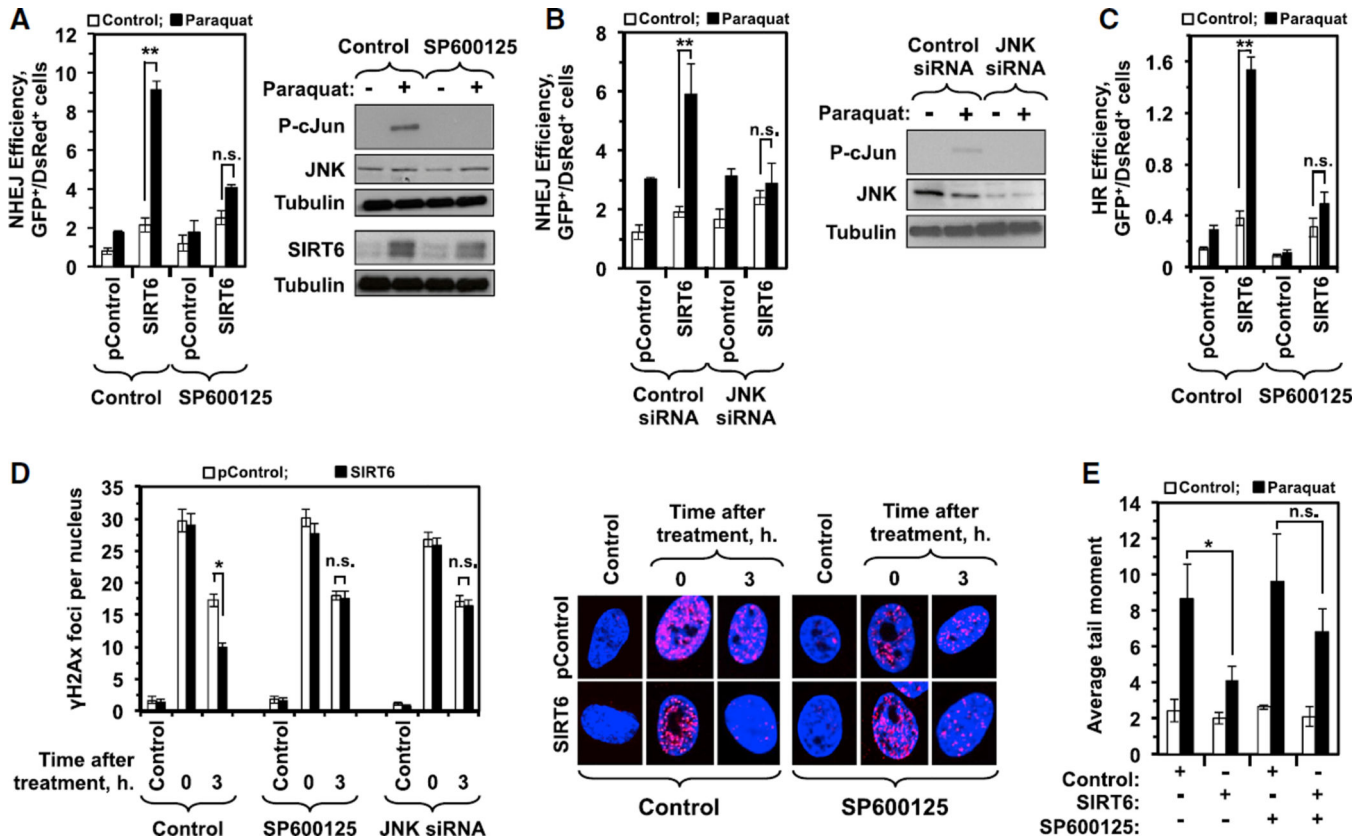 A
Control; Paraquat
NHEJ Efficiency,
GFP+/DsRed+ cells
12
10
8
6
4
2
0
**
n.s.
pControl
SIRT6
pControl
SIRT6
Control SP600125
Control SP600125
Paraquat: - + - +
P-cJun
JNK
Tubulin
SIRT6
Tubulin
B
Control; Paraquat
NHEJ Efficiency,
GFP+/DsRed+ cells
8
6
4
2
0
**
n.s.
pControl
SIRT6
pControl
SIRT6
Control JNK
siRNA siRNA
Control JNK
siRNA siRNA
Paraquat: - + - +
P-cJun
JNK
Tubulin
C
Control; Paraquat
HR Efficiency,
GFP+/DsRed+ cells
1.6
1.2
0.8
0.4
0
**
n.s.
pControl
SIRT6
pControl
SIRT6
Control SP600125
D
pControl; SIRT6
γH2Ax foci per nucleus
35
30
25
20
15
10
5
0
*
n.s.
n.s.
Time after
treatment, h.
Control 0 3 Control 0 3 Control 0 3
Control SP600125 JNK siRNA
Control
Time after
treatment, h.
0 3
Control
Time after
treatment, h.
0 3
pControl
SIRT6
Control SP600125
E
Control; Paraquat
Average tail moment
14
12
10
8
6
4
2
0
*
n.s.
Control: + - + -
SIRT6: - + - +
SP600125: - - + +